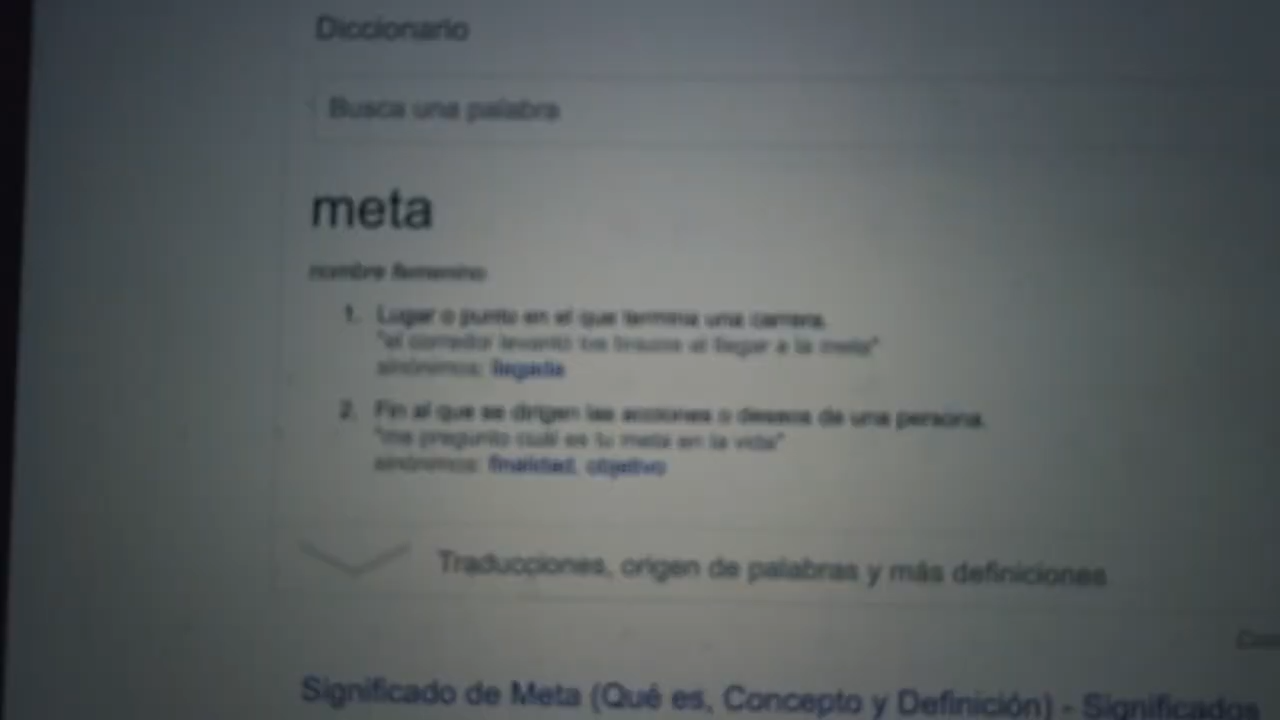 Diccionario
Busca una palabra
meta
nombre femenino
1. Lugar o punto en el que termina una carrera.
"el corredor levantó los brazos al llegar a la meta"
sinónimos: llegada
2. Fin al que se dirigen las acciones o deseos de una persona.
"me pregunto cuál es tu meta en la vida"
sinónimos: finalidad, objetivo
Traducciones, origen de palabras y más definiciones
Significado de Meta (Qué es, Concepto y Definición) - Significados